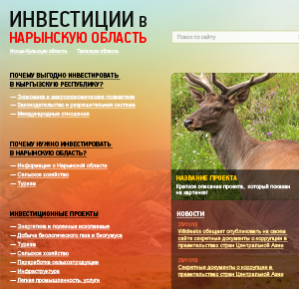 ИНВЕСТИЦИИ в
НАРЫНСКУЮ ОБЛАСТЬ
Иссык-Кульскую область Таласскую область
Поиск по сайту
ПОЧЕМУ ВЫГОДНО ИНВЕСТИРОВАТЬ
В КЫРГЫЗСКУЮ РЕСПУБЛИКУ?
— Экономика и макроэкономические показатели
— Законодательство и разрешительная система
— Международные отношения
ПОЧЕМУ НУЖНО ИНВЕСТИРОВАТЬ
В НАРЫНСКУЮ ОБЛАСТЬ?
— Информация о Нарынской области
— Сельское хозяйство
— Туризм
ИНВЕСТИЦИОННЫЕ ПРОЕКТЫ
— Энергетика и полезные ископаемые
— Добыча биологического газа и биогумуса
— Туризм
— Сельское хозяйство
— Переработка сельхозпродукции
— Инфраструктура
— Легкая промышленность, услуги
НАЗВАНИЕ ПРОЕКТА
Краткое описание проекта, который показан
на картинке!
НОВОСТИ
Wikileaks обещает опубликовать на своем
сайте секретные документы о коррупции в
правительствах стран Центральной Азии
Секретные документы о коррупции в
правительствах стран Центральной Азии